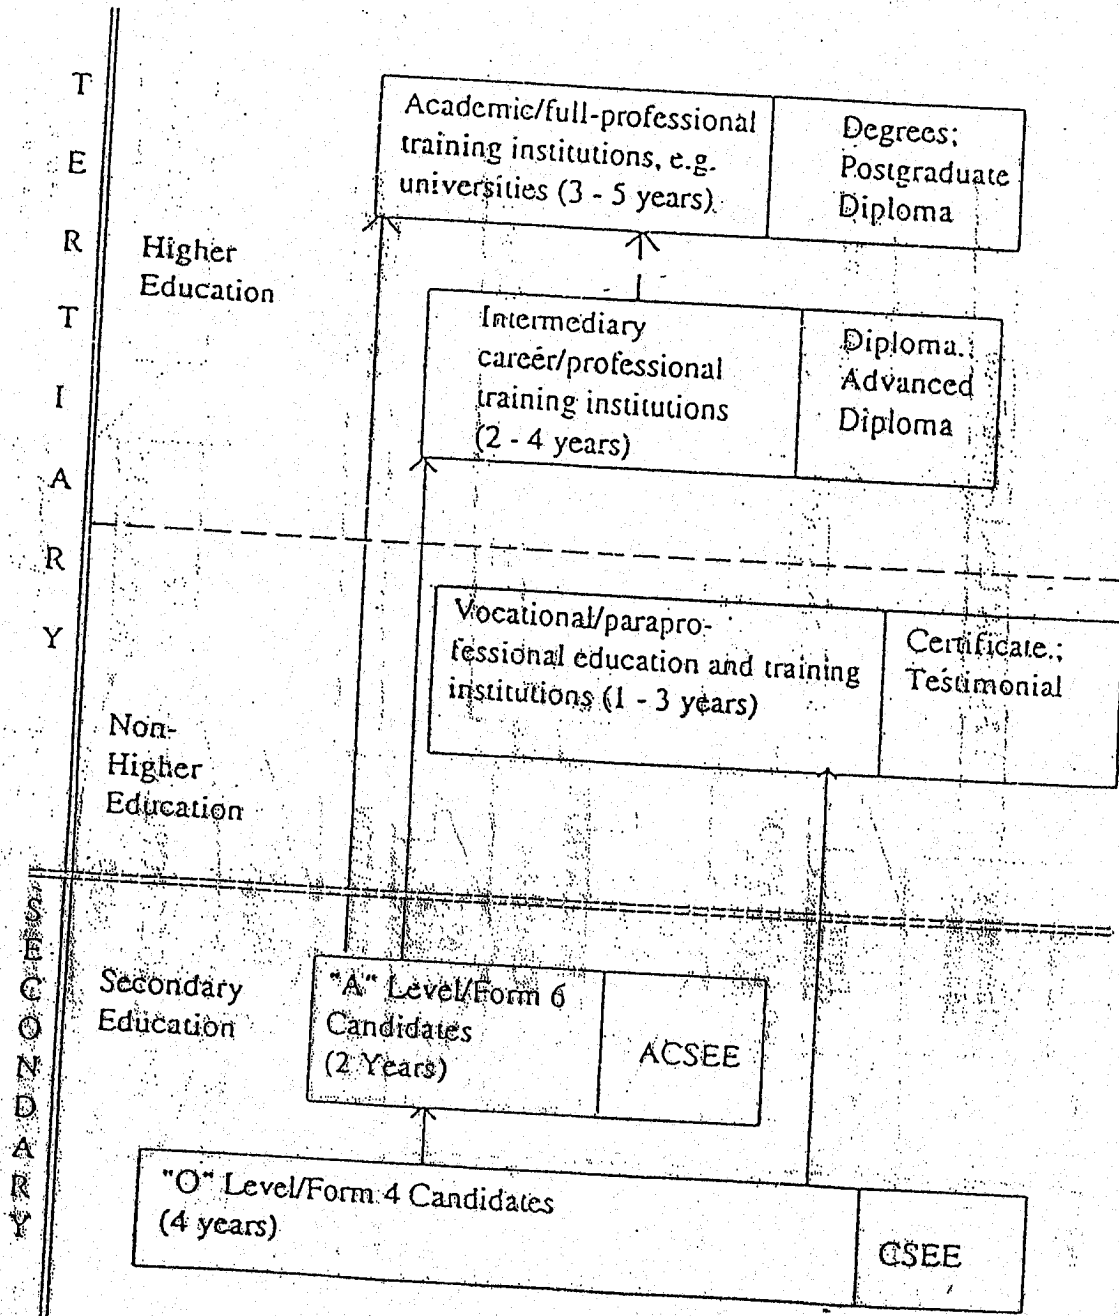 TERTIARY
Academic/full-professional
training institutions, e.g.
universities (3 - 5 years).
Degrees;
Postgraduate
Diploma
Higher
Education
Intermediary
career/professional
training institutions
(2 - 4 years)
Diploma.;
Advanced
Diploma
Vocational/parapro-
fessional education and training
institutions (1 - 3 years)
Certificate.;
Testimonial
Non-
Higher
Education
SECONDARY
Secondary
Education
"A" Level/Form 6
Candidates
(2 Years)
ACSEE
"O" Level/Form 4 Candidates
(4 years)
CSEE